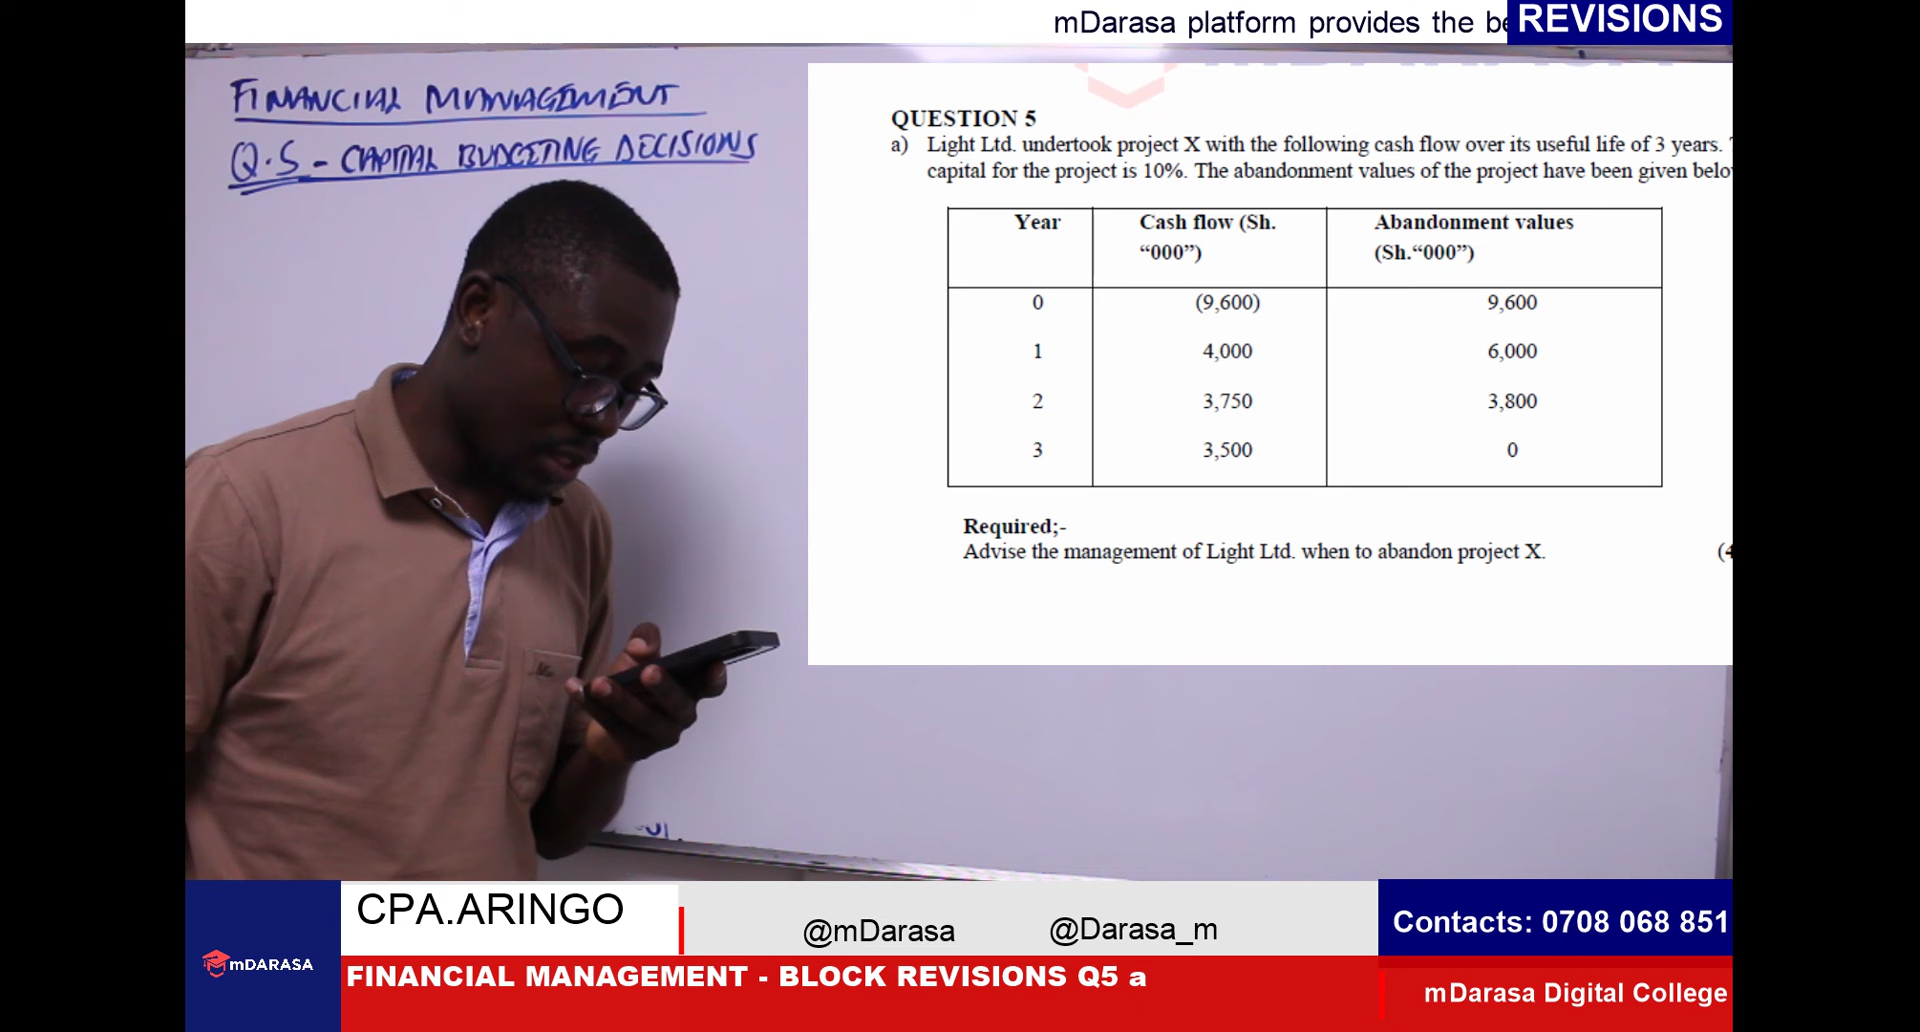 mDarasa platform provides the be
REVISIONS
FINANCIAL MANAGEMENT
Q.5 - CAPITAL BUDGETING DECISIONS
QUESTION 5
a) Light Ltd. undertook project X with the following cash flow over its useful life of 3 years.
capital for the project is 10%. The abandonment values of the project have been given belo
Year Cash flow (Sh. “000”) Abandonment values (Sh.“000”)
0 (9,600) 9,600
1 4,000 6,000
2 3,750 3,800
3 3,500 0
Required;-
Advise the management of Light Ltd. when to abandon project X. (4
CPA.ARINGO
@mDarasa @Darasa_m
Contacts: 0708 068 851
mDARASA
FINANCIAL MANAGEMENT - BLOCK REVISIONS Q5 a
mDarasa Digital College